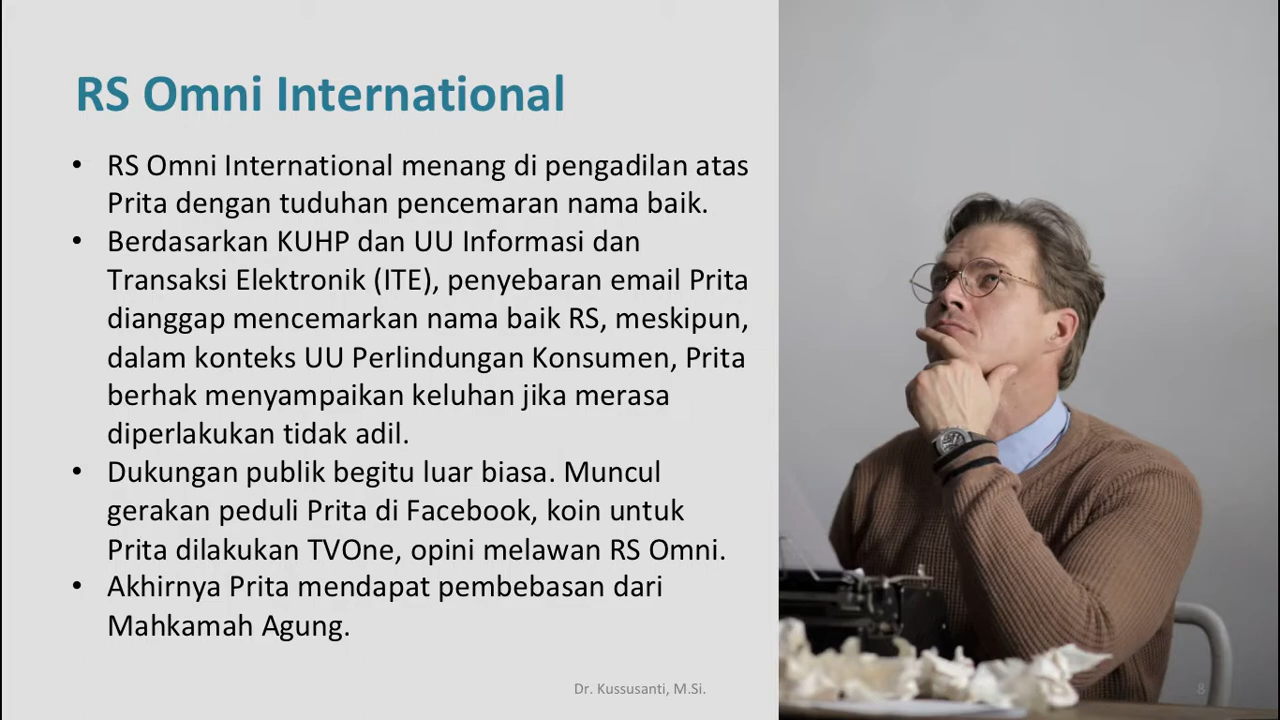 RS Omni International
• RS Omni International menang di pengadilan atas
Prita dengan tuduhan pencemaran nama baik.
• Berdasarkan KUHP dan UU Informasi dan
Transaksi Elektronik (ITE), penyebaran email Prita
dianggap mencemarkan nama baik RS, meskipun,
dalam konteks UU Perlindungan Konsumen, Prita
berhak menyampaikan keluhan jika merasa
diperlakukan tidak adil.
• Dukungan publik begitu luar biasa. Muncul
gerakan peduli Prita di Facebook, koin untuk
Prita dilakukan TVOne, opini melawan RS Omni.
• Akhirnya Prita mendapat pembebasan dari
Mahkamah Agung.
Dr. Kussusanti, M.Si.
8